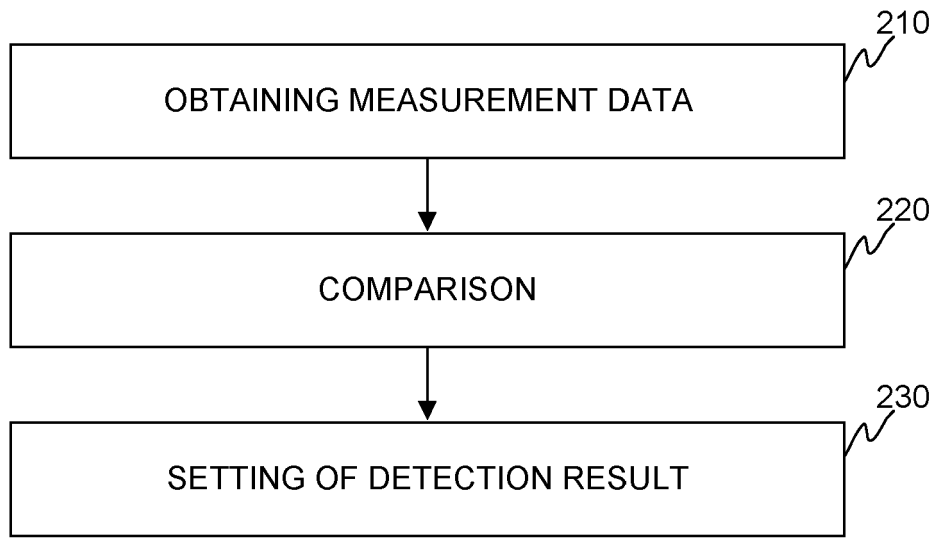 210
OBTAINING MEASUREMENT DATA
220
COMPARISON
230
SETTING OF DETECTION RESULT